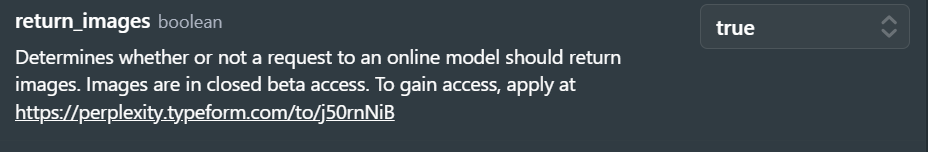 return_images boolean
true
Determines whether or not a request to an online model should return
images. Images are in closed beta access. To gain access, apply at
https://perplexity.typeform.com/to/j50rnNiB